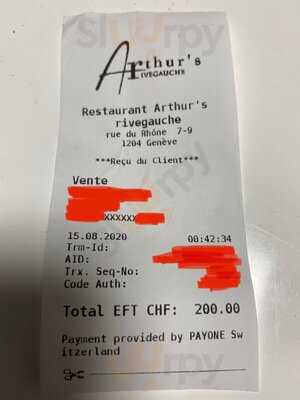 Arthur's
RIVEGAUCHE
Restaurant Arthur's
rivegauche
rue du Rhône 7-9
1204 Genève
***Reçu du Client***
Vente
XXXXXX
15.08.2020 00:42:34
Trm-Id:
AID:
Trx. Seq-No:
Code Auth:
Total EFT CHF: 200.00
Payment provided by PAYONE Sw
itzerland